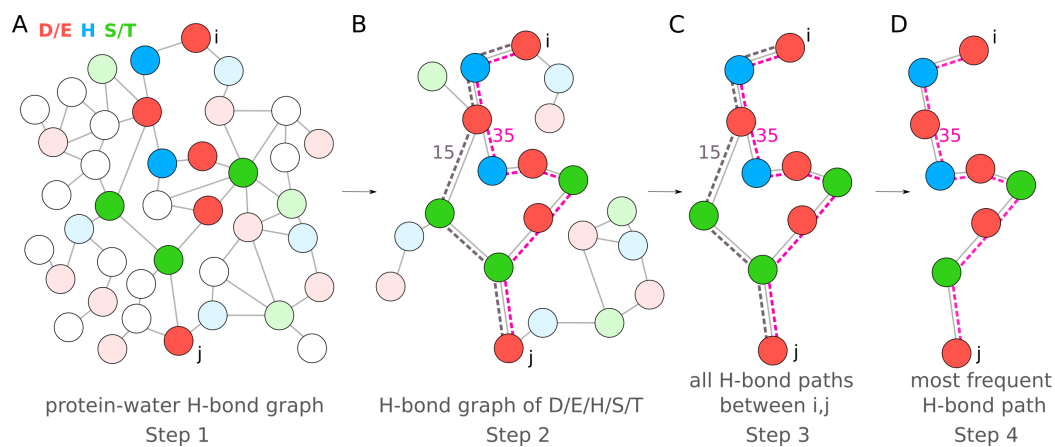 A
D/E H S/T
i
j
protein-water H-bond graph
Step 1
B
i
35
15
j
H-bond graph of D/E/H/S/T
Step 2
C
i
35
15
j
all H-bond paths
between i,j
Step 3
D
i
35
j
most frequent
H-bond path
Step 4